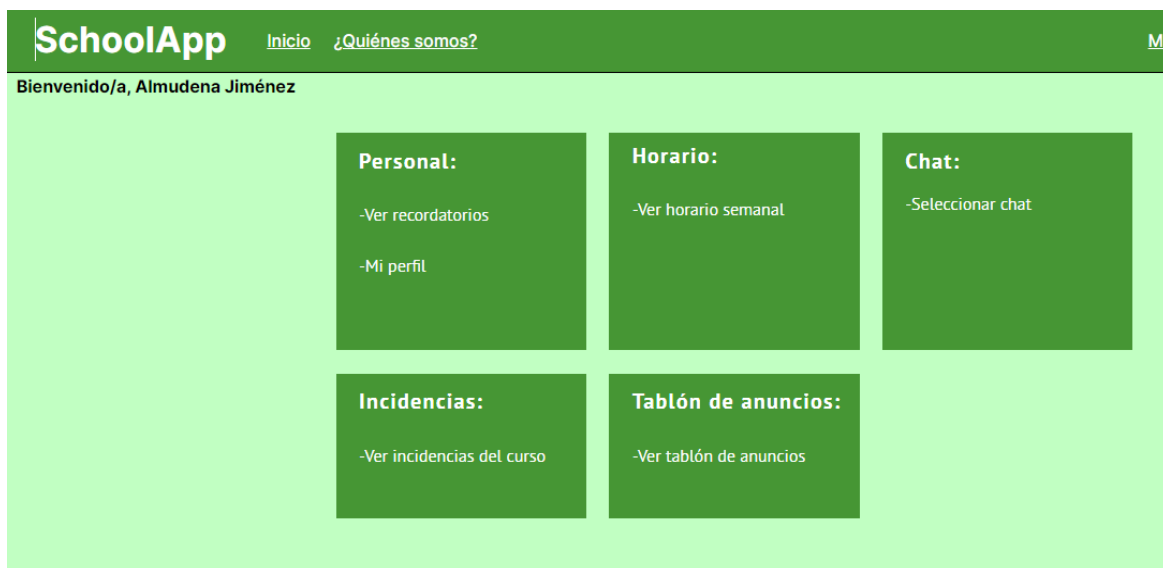 SchoolApp Inicio ¿Quiénes somos? M
Bienvenido/a, Almudena Jiménez
Personal:
-Ver recordatorios
-Mi perfil
Horario:
-Ver horario semanal
Chat:
-Seleccionar chat
Incidencias:
-Ver incidencias del curso
Tablón de anuncios:
-Ver tablón de anuncios